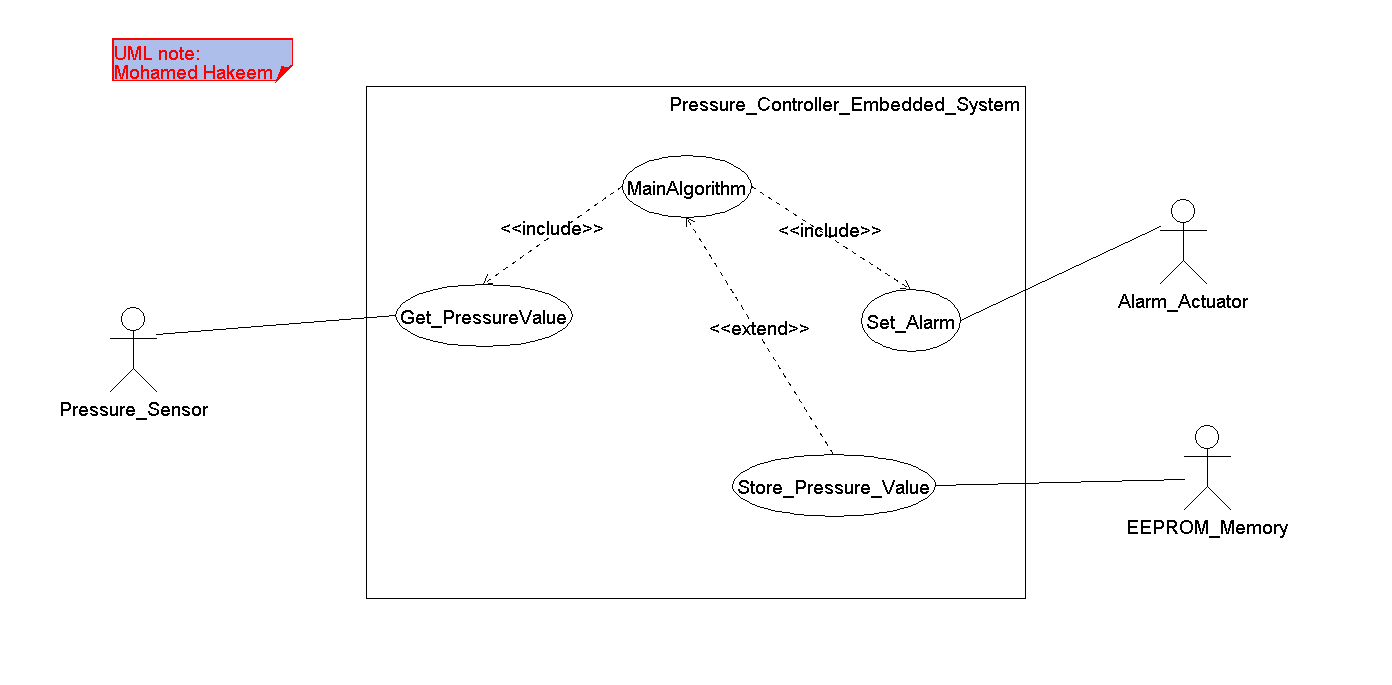 UML note:
Mohamed Hakeem
Pressure_Controller_Embedded_System
MainAlgorithm
<<include>>
<<include>>
Get_PressureValue
Set_Alarm
<<extend>>
Store_Pressure_Value
Pressure_Sensor
Alarm_Actuator
EEPROM_Memory